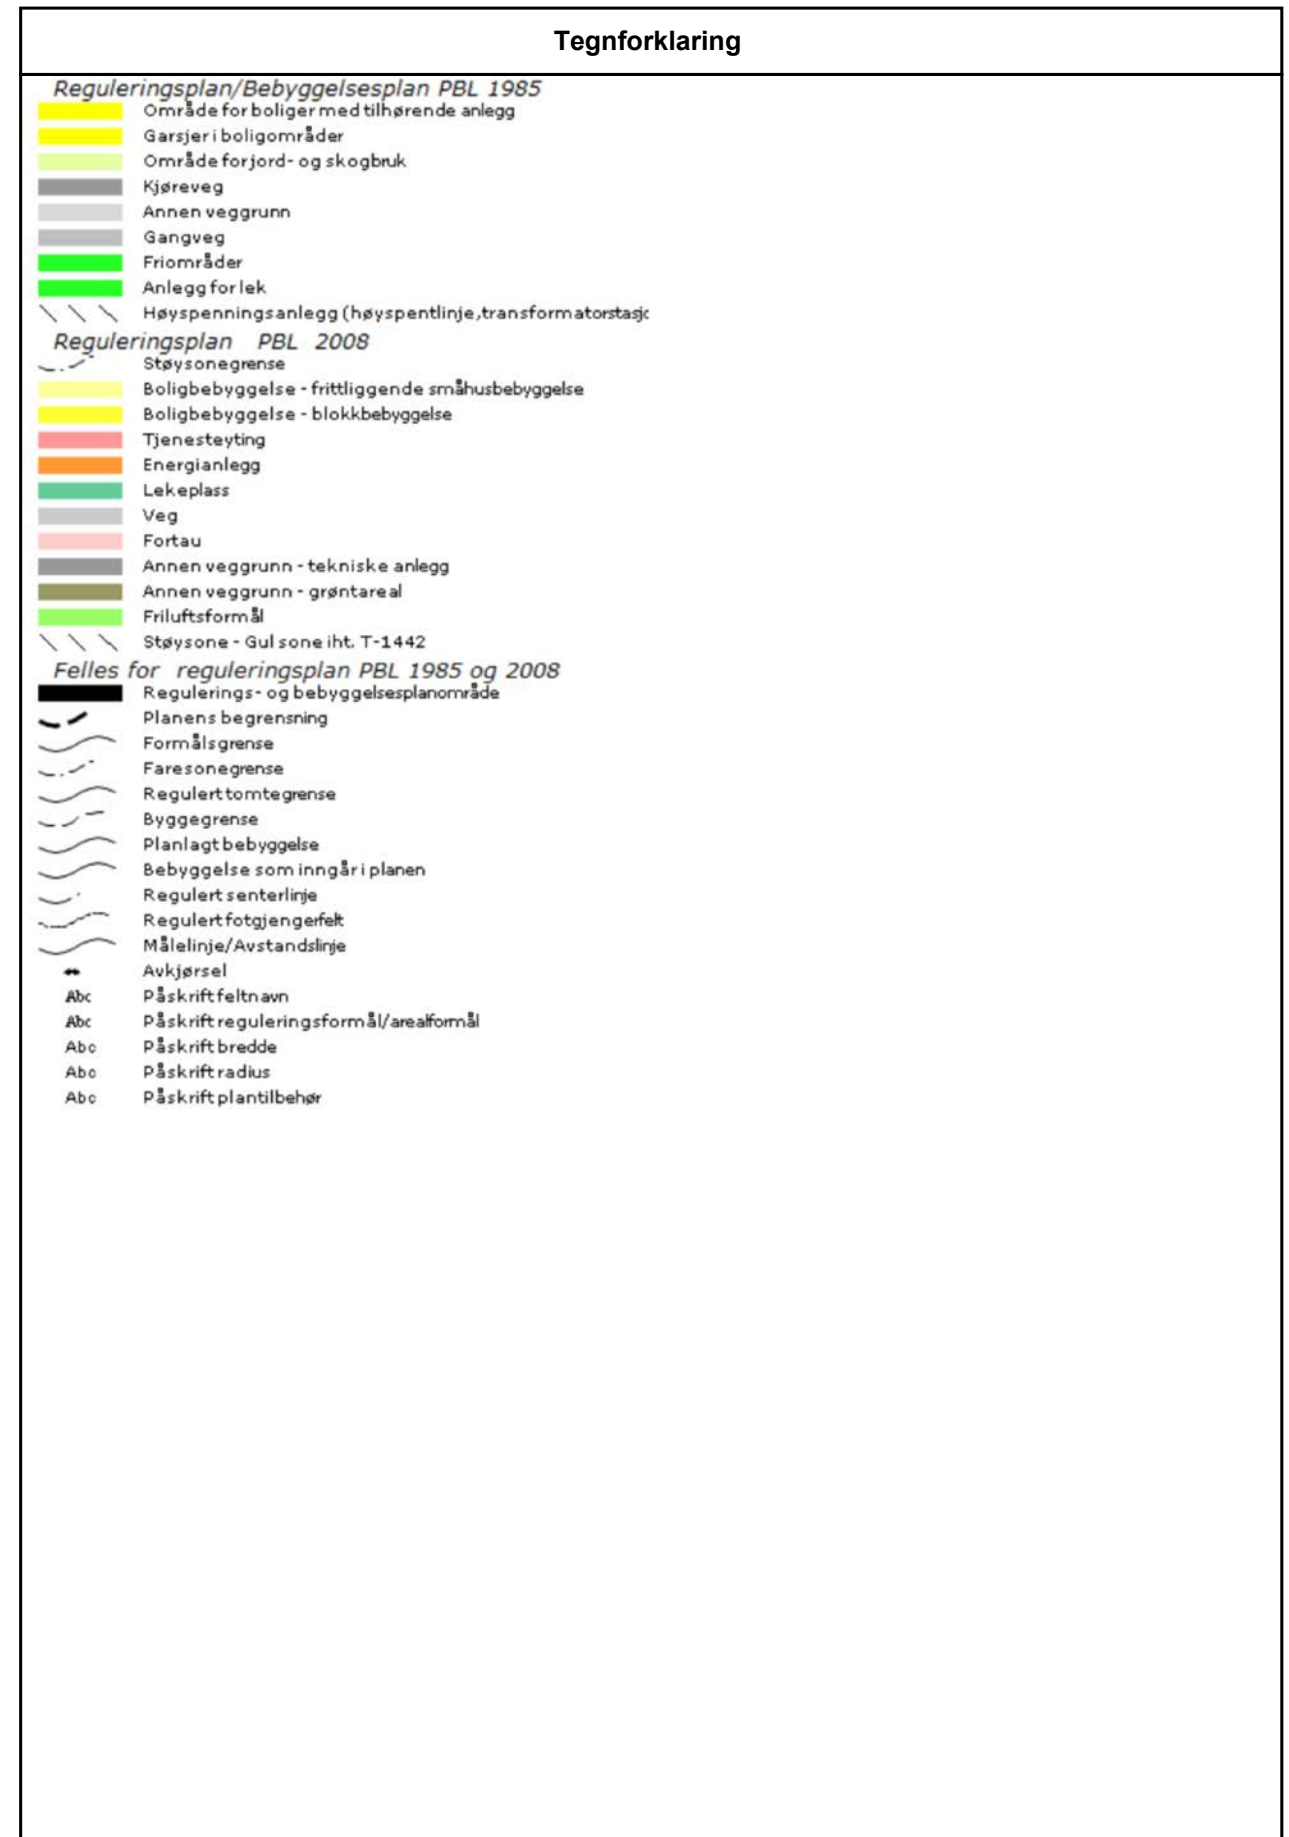 Tegnforklaring
Reguleringsplan/Bebyggelsesplan PBL 1985
Område for boliger med tilhørende anlegg
Garsjer i boligområder
Område for jord- og skogbruk
Kjøreveg
Annen veggrunn
Gangveg
Friområder
Anlegg for lek
Høyspenningsanlegg (høyspentlinje,transformatorstasjo
Reguleringsplan PBL 2008
Støysonegrense
Boligbebyggelse - frittliggende småhusbebyggelse
Boligbebyggelse - blokkbebyggelse
Tjenesteyting
Energianlegg
Lekeplass
Veg
Fortau
Annen veggrunn - tekniske anlegg
Annen veggrunn - grøntareal
Friluftsformål
Støysone - Gul sone iht. T-1442
Felles for reguleringsplan PBL 1985 og 2008
Regulerings- og bebyggelsesplanområde
Planens begrensning
Formålsgrense
Faresonegrense
Regulert tomtegrense
Byggegrense
Planlagt bebyggelse
Bebyggelse som inngår i planen
Regulert senterlinje
Regulert fotgjengerfelt
Målelinje/Avstandslinje
Avkjørsel
Abc Påskrift feltnavn
Abc Påskrift reguleringsformål/arealformål
Abc Påskrift bredde
Abc Påskrift radius
Abc Påskrift plantilbehør